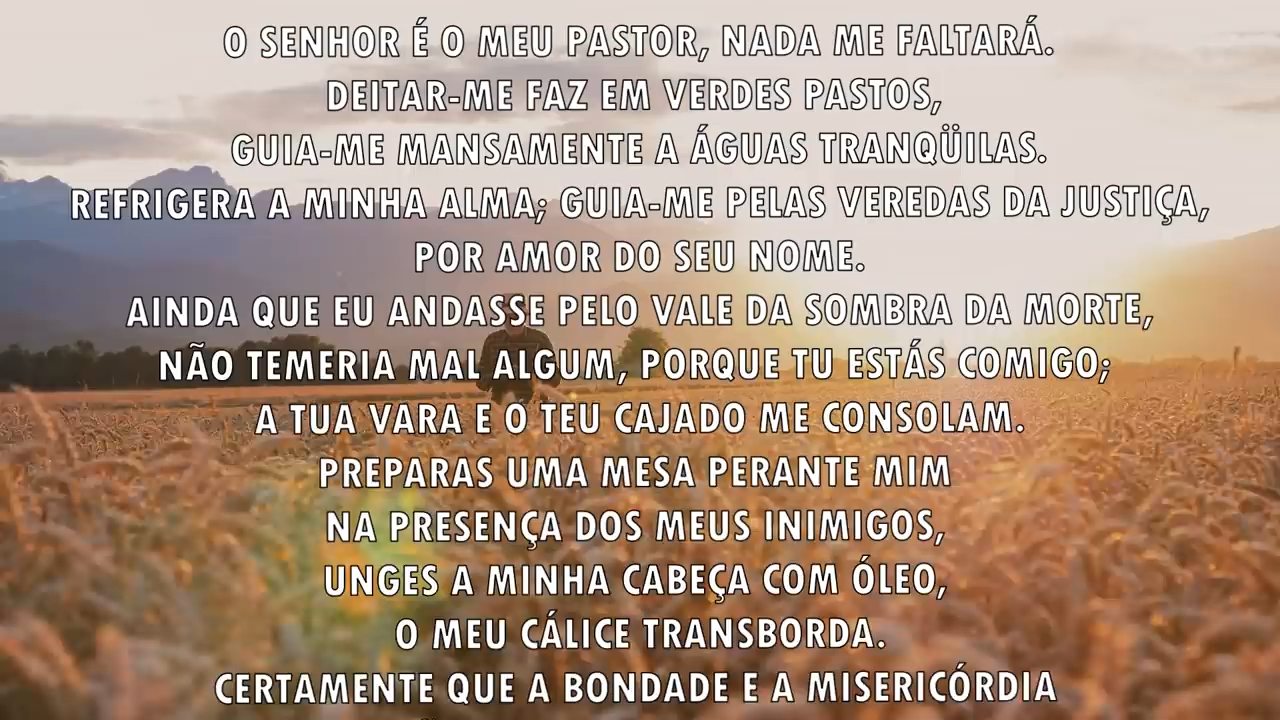 O SENHOR É O MEU PASTOR, NADA ME FALTARÁ.
DEITAR-ME FAZ EM VERDES PASTOS,
GUIA-ME MANSAMENTE A ÁGUAS TRANQÜILAS.
REFRIGERA A MINHA ALMA; GUIA-ME PELAS VEREDAS DA JUSTIÇA,
POR AMOR DO SEU NOME.
AINDA QUE EU ANDASSE PELO VALE DA SOMBRA DA MORTE,
NÃO TEMERIA MAL ALGUM, PORQUE TU ESTÁS COMIGO;
A TUA VARA E O TEU CAJADO ME CONSOLAM.
PREPARAS UMA MESA PERANTE MIM
NA PRESENÇA DOS MEUS INIMIGOS,
UNGES A MINHA CABEÇA COM ÓLEO,
O MEU CÁLICE TRANSBORDA.
CERTAMENTE QUE A BONDADE E A MISERICÓRDIA